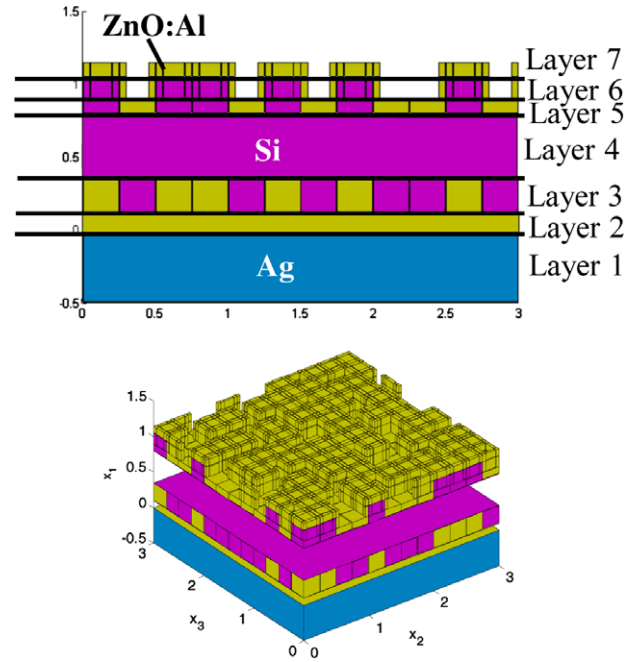 1.5
ZnO:Al
Layer 7
1
Layer 6
Layer 5
0.5
Si
Layer 4
Layer 3
0
Layer 2
Ag
Layer 1
-0.5
0 0.5 1 1.5 2 2.5 3
1.5
1
x1
0.5
0
-0.5
3
3
2
2
x3
1
1
x2
0 0